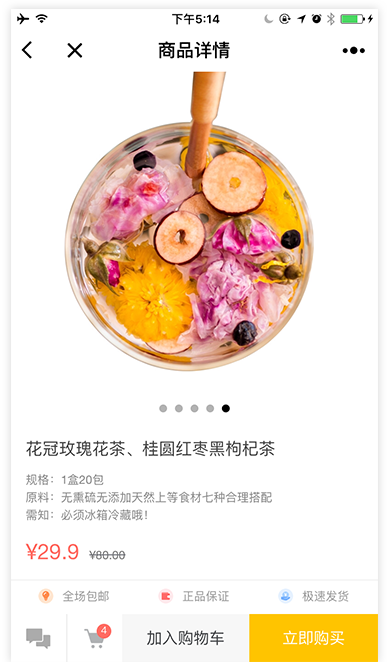 下午5:14
商品详情
花冠玫瑰花茶、桂圆红枣黑枸杞茶
规格：1盒20包
原料：无熏硫无添加天然上等食材七种合理搭配
需知：必须冰箱冷藏哦！
¥29.9 ¥80.00
全场包邮 正品保证 极速发货
4
加入购物车 立即购买